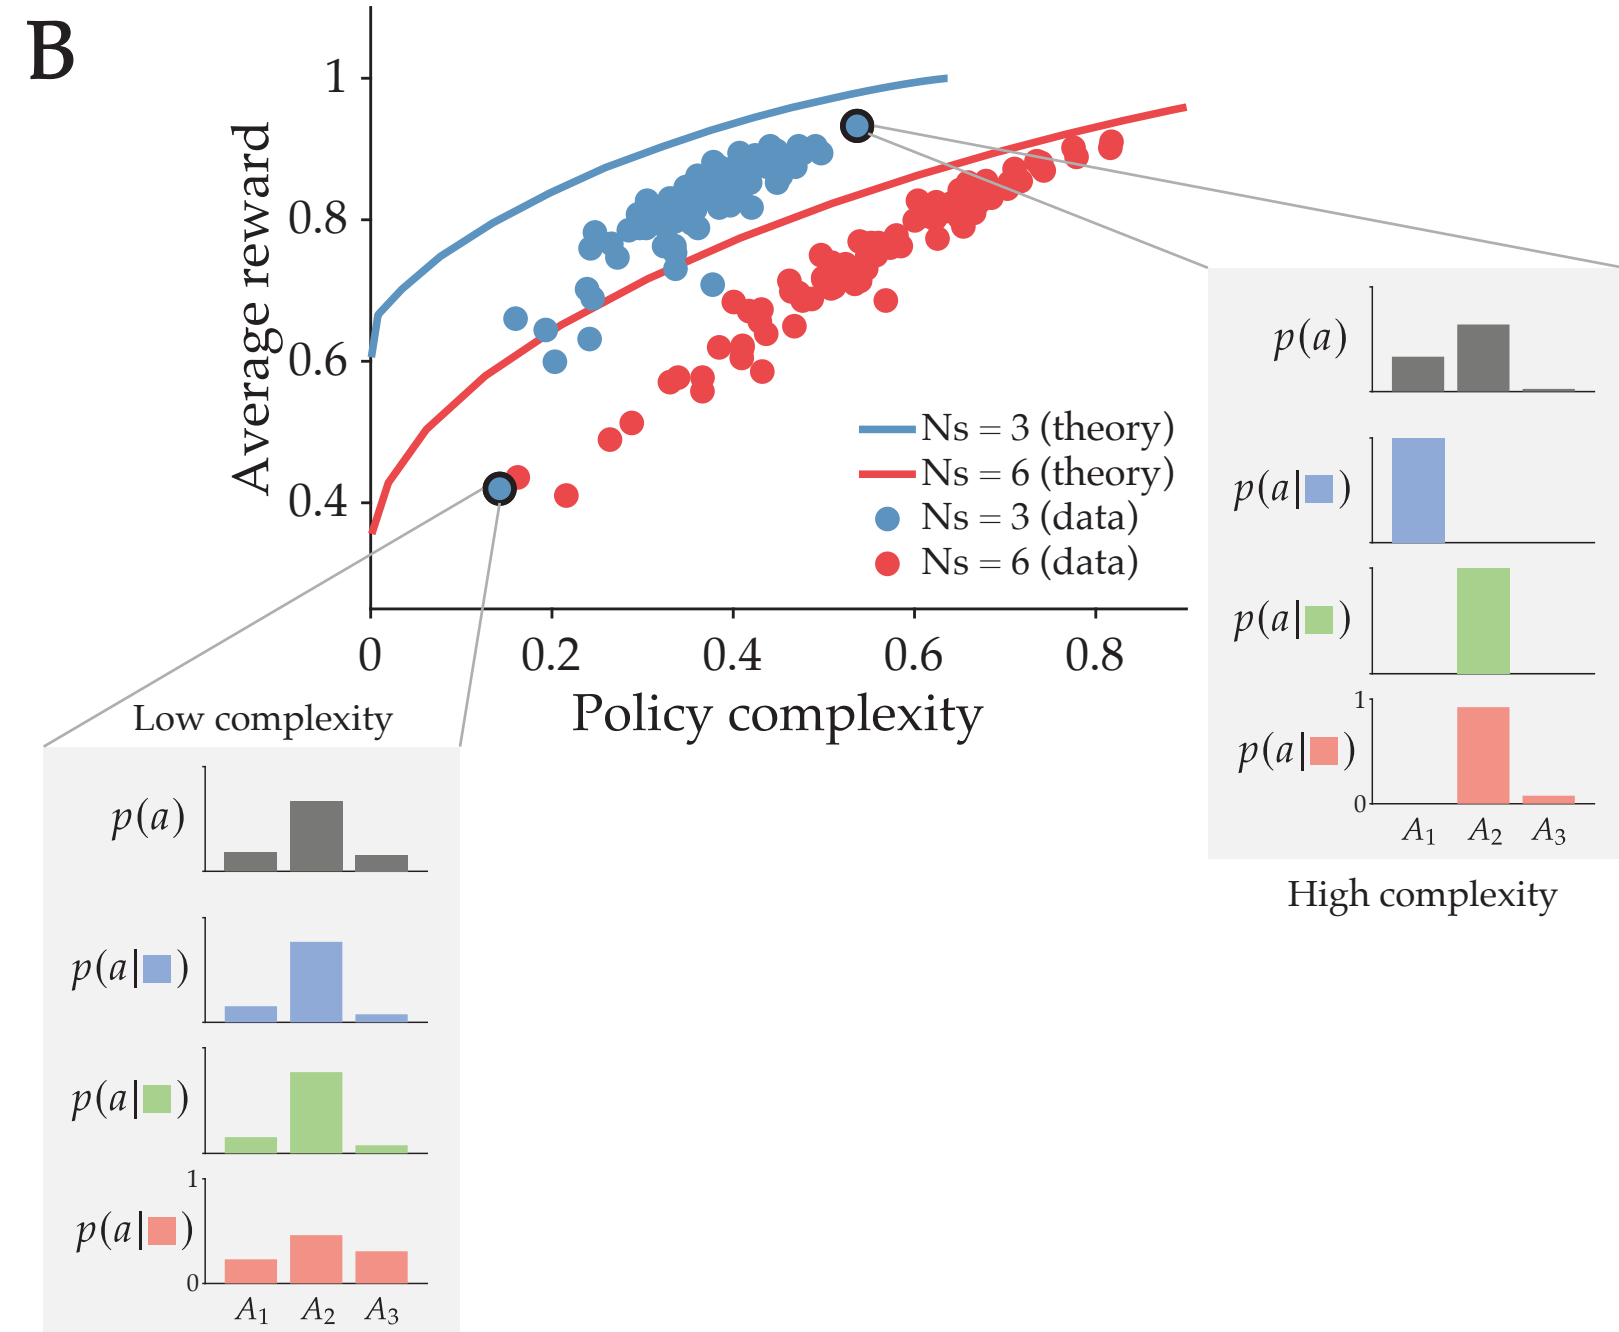 B
Average reward
1
0.8
0.6
0.4
0
0.2
0.4
0.6
0.8
Policy complexity
Ns = 3 (theory)
Ns = 6 (theory)
Ns = 3 (data)
Ns = 6 (data)
Low complexity
p(a)
p(a| )
p(a| )
1
p(a| )
0
A1 A2 A3
p(a)
p(a| )
p(a| )
1
p(a| )
0
A1 A2 A3
High complexity